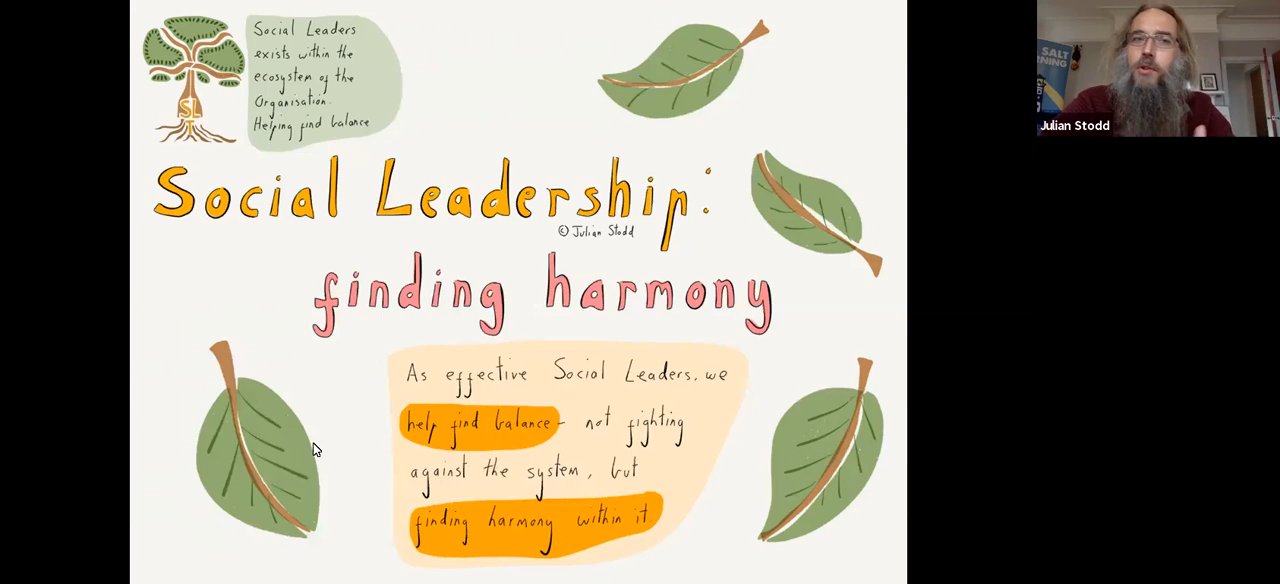 Social Leaders
exists within the
ecosystem of the
Organisation.
Helping find balance
SL
T
Social Leadership:
© Julian Stodd
finding harmony
As effective Social Leaders, we
help find balance - not fighting
against the system, but
finding harmony within it.
SALT
Julian Stodd